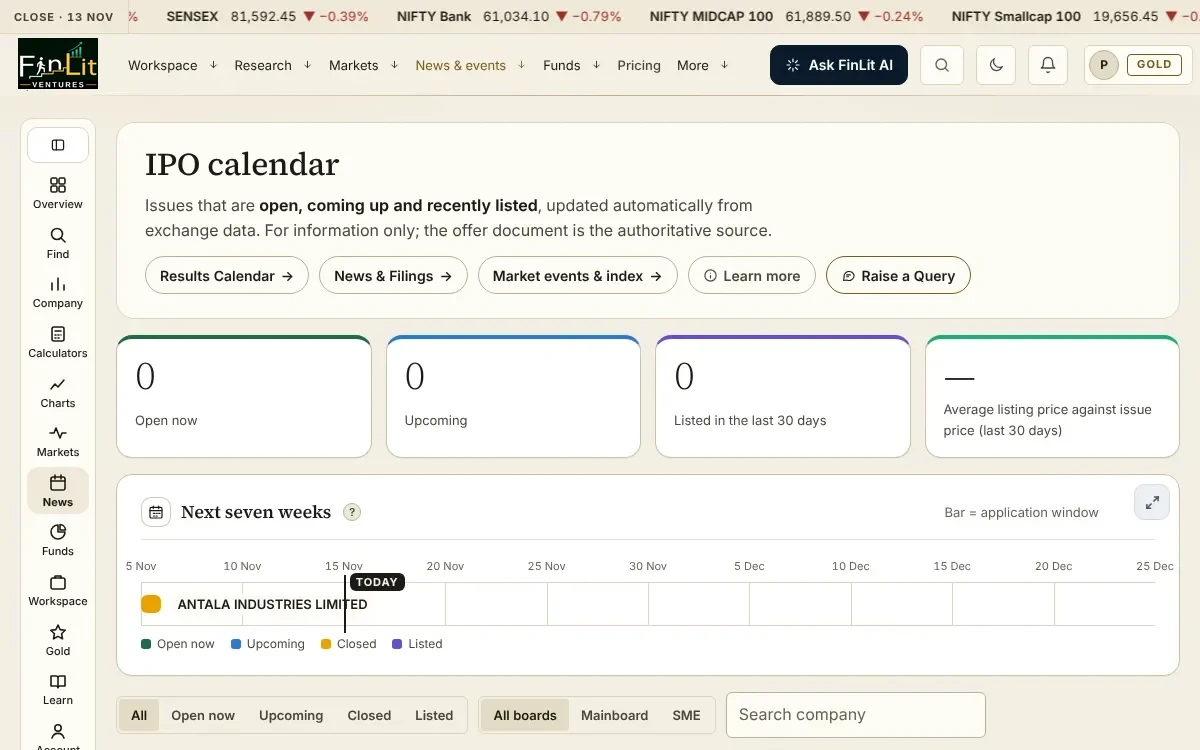 CLOSE · 13 NOV % SENSEX 81,592.45 ▼ −0.39% NIFTY Bank 61,034.10 ▼ −0.79% NIFTY MIDCAP 100 61,889.50 ▼ −0.24% NIFTY Smallcap 100 19,656.45 ▼ −0.
FinLit
VENTURES
Workspace ↓ Research ↓ Markets ↓ News & events ↓ Funds ↓ Pricing More ↓ Ask FinLit AI P GOLD
Overview
Find
Company
Calculators
Charts
Markets
News
Funds
Workspace
Gold
Learn
Account
IPO calendar
Issues that are open, coming up and recently listed, updated automatically from
exchange data. For information only; the offer document is the authoritative source.
Results Calendar → News & Filings → Market events & index → Learn more Raise a Query
0
Open now
0
Upcoming
0
Listed in the last 30 days
—
Average listing price against issue
price (last 30 days)
Next seven weeks ? Bar = application window
5 Nov 10 Nov 15 Nov 20 Nov 25 Nov 30 Nov 5 Dec 10 Dec 15 Dec 20 Dec 25 Dec
TODAY
ANTALA INDUSTRIES LIMITED
Open now Upcoming Closed Listed
All Open now Upcoming Closed Listed All boards Mainboard SME Search company